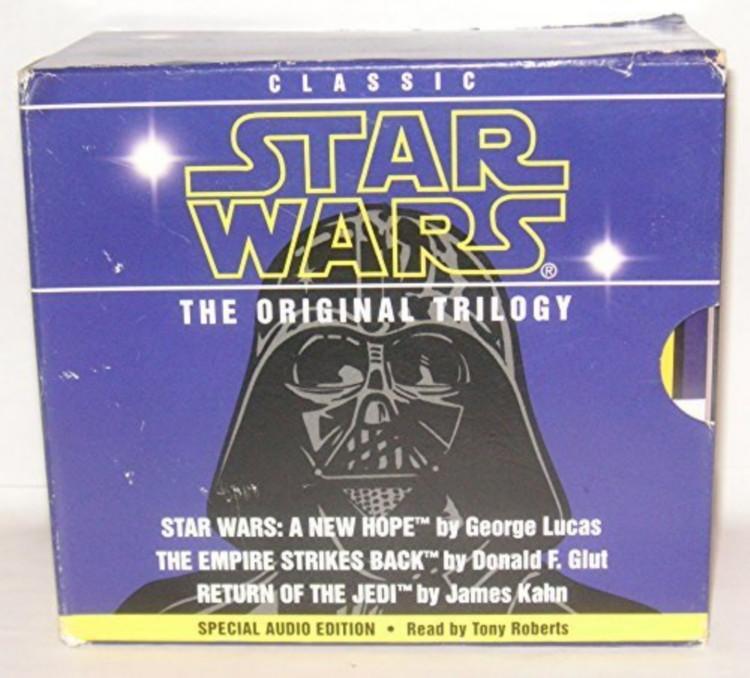 CLASSIC
STAR
WARS®
THE ORIGINAL TRILOGY
STAR WARS: A NEW HOPE™ by George Lucas
THE EMPIRE STRIKES BACK™ by Donald F. Glut
RETURN OF THE JEDI™ by James Kahn
SPECIAL AUDIO EDITION • Read by Tony Roberts